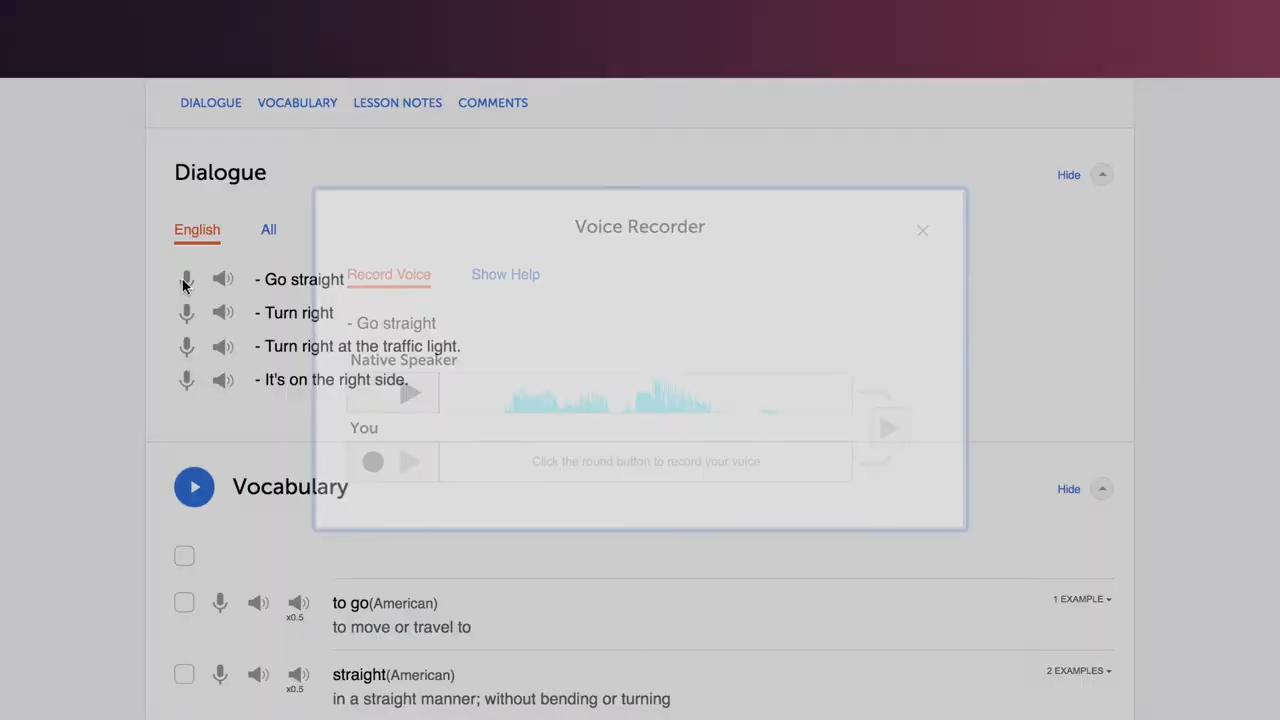 DIALOGUE VOCABULARY LESSON NOTES COMMENTS
Dialogue
Hide
English All
- Go straight
- Turn right
- Turn right at the traffic light.
- It's on the right side.
Voice Recorder
Record Voice Show Help
- Go straight
Native Speaker
You
Click the round button to record your voice
Vocabulary
Hide
to go(American)
1 EXAMPLE
x0.5
to move or travel to
straight(American)
2 EXAMPLES
x0.5
in a straight manner; without bending or turning